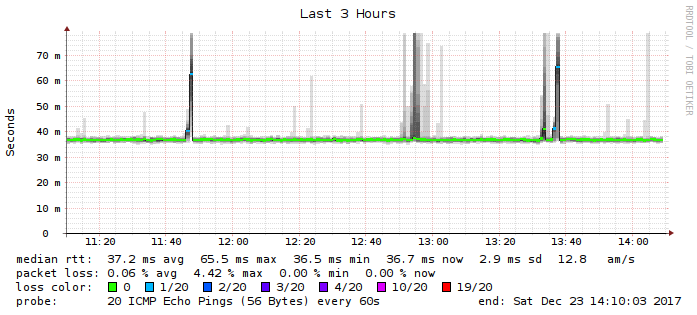 Last 3 Hours
RRDTOOL / TOBI OETIKER
Seconds
70 m
60 m
50 m
40 m
30 m
20 m
10 m
0
11:20 11:40 12:00 12:20 12:40 13:00 13:20 13:40 14:00
median rtt: 37.2 ms avg 65.5 ms max 36.5 ms min 36.7 ms now 2.9 ms sd 12.8 am/s
packet loss: 0.06 % avg 4.42 % max 0.00 % min 0.00 % now
loss color: 0 1/20 2/20 3/20 4/20 10/20 19/20
probe: 20 ICMP Echo Pings (56 Bytes) every 60s end: Sat Dec 23 14:10:03 2017